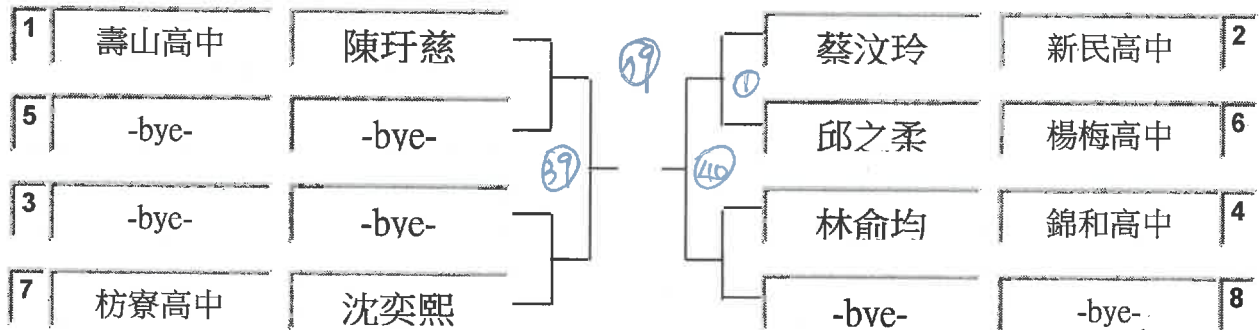 1 壽山高中 陳玗慈 蔡汶玲 新民高中 2
79 ①
5 -bye- -bye- 邱之柔 楊梅高中 6
39 40
3 -bye- -bye- 林俞均 錦和高中 4
7 枋寮高中 沈奕熙 -bye- -bye- 8